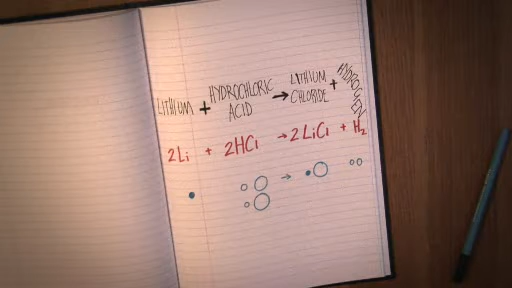 LITHIUM + HYDROCHLORIC ACID → LITHIUM CHLORIDE + HYDROGEN
2Li + 2HCl → 2LiCl + H₂